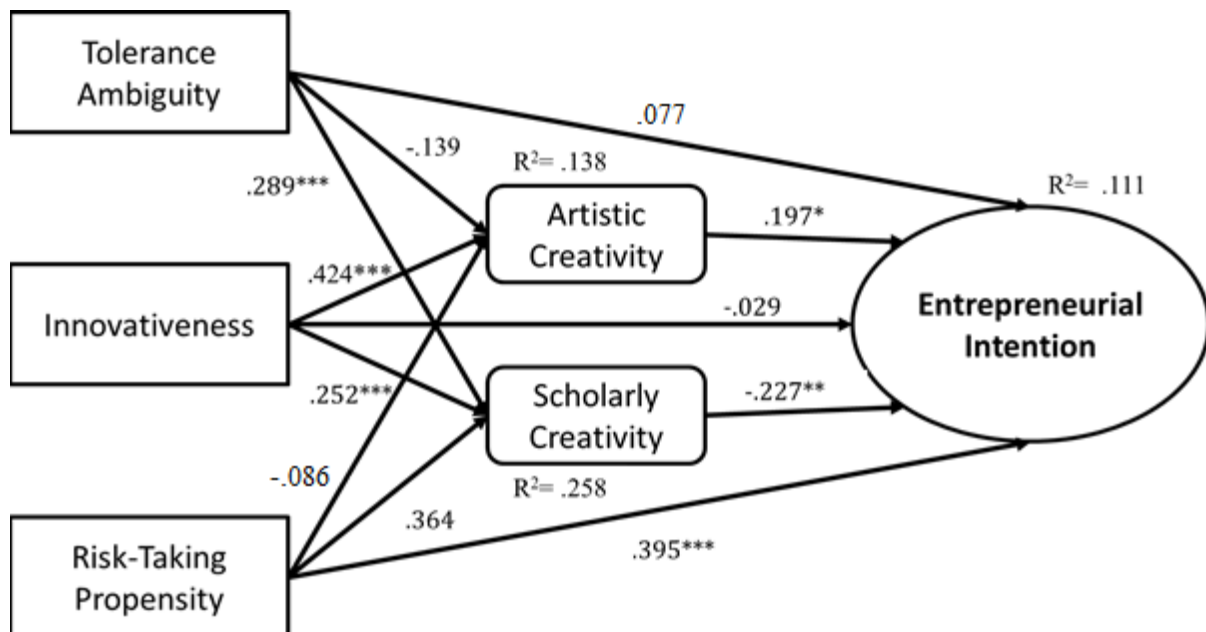 Tolerance
Ambiguity
.077
-.139
R²= .138
.289***
R²= .111
Artistic
Creativity
.197*
.424***
Innovativeness
-.029
Entrepreneurial
Intention
.252***
Scholarly
Creativity
-.227**
-.086
R²= .258
.364
.395***
Risk-Taking
Propensity